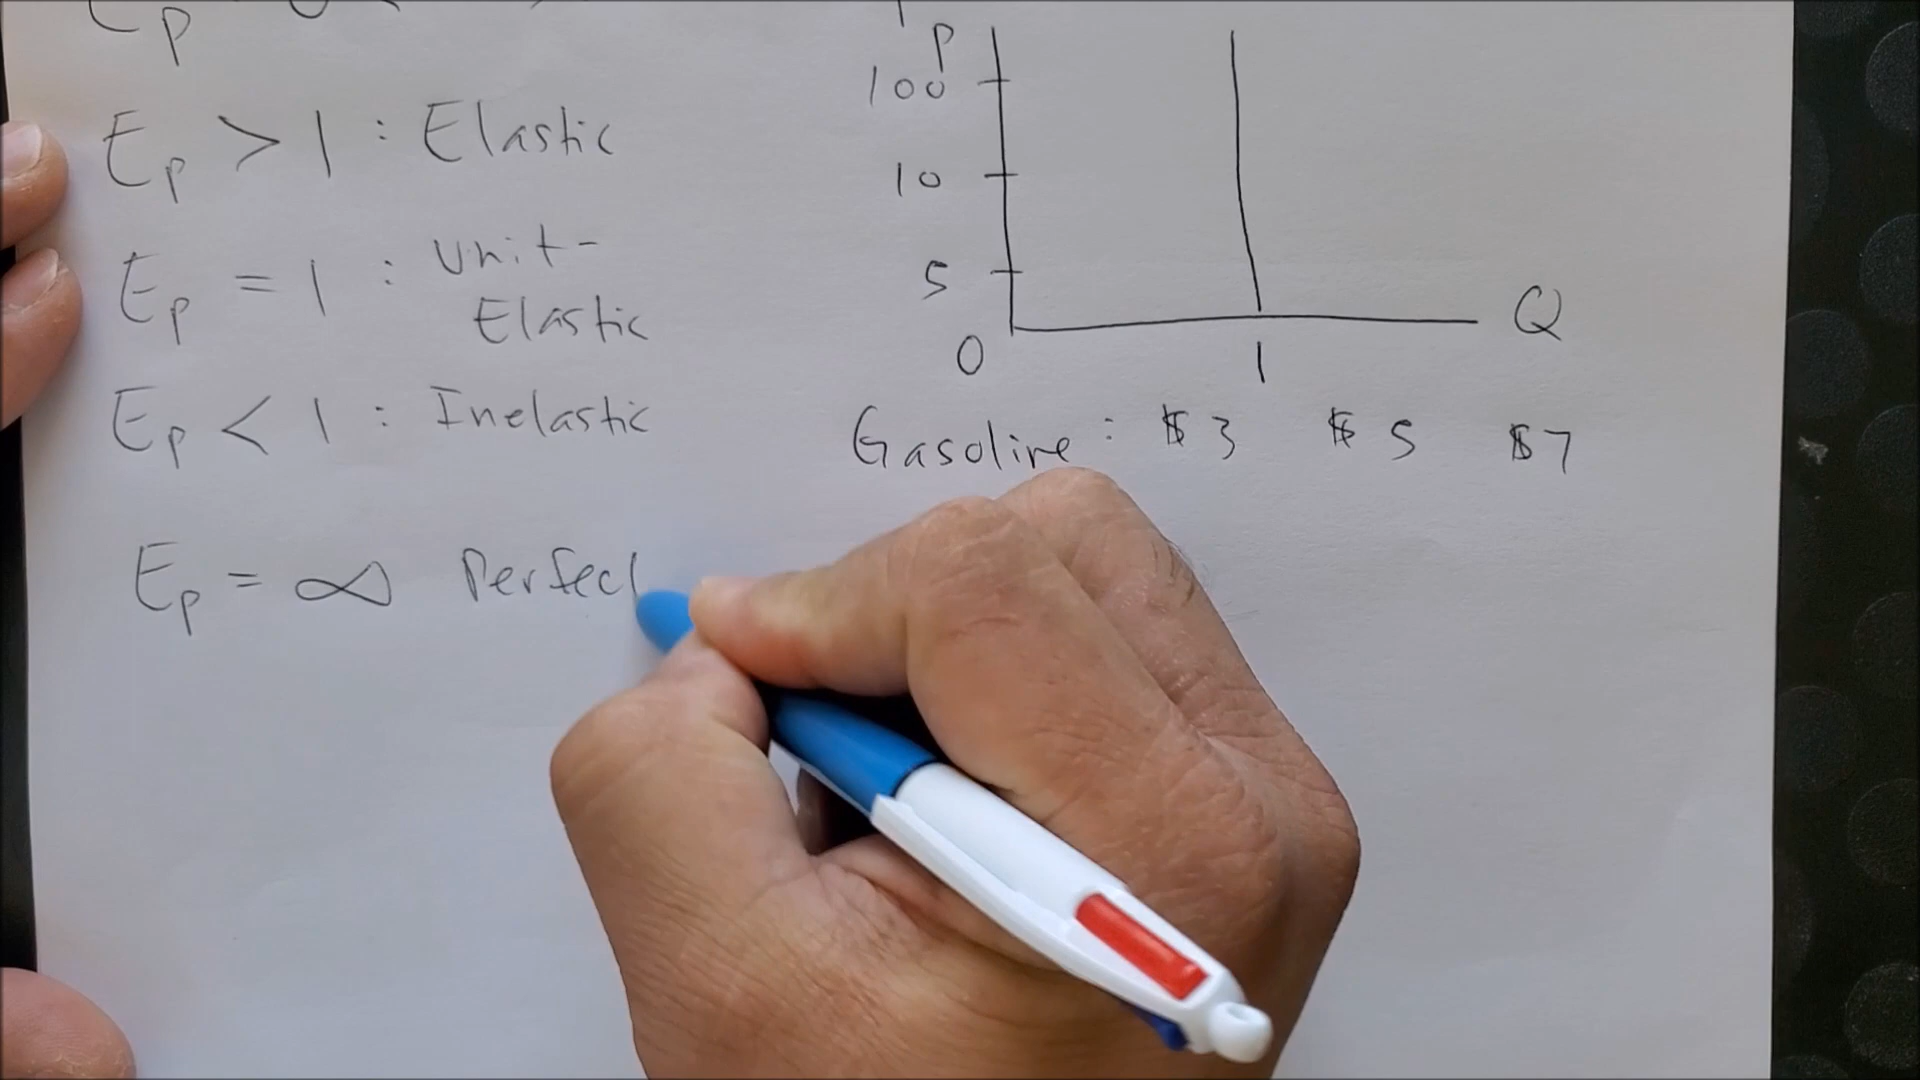 Ep
Ep > 1 : Elastic
Ep = 1 : Unit-
Elastic
Ep < 1 : Inelastic
Ep = ∞ Perfect
P
100
10
5
0
1
Q
Gasoline : $3 $5 $7